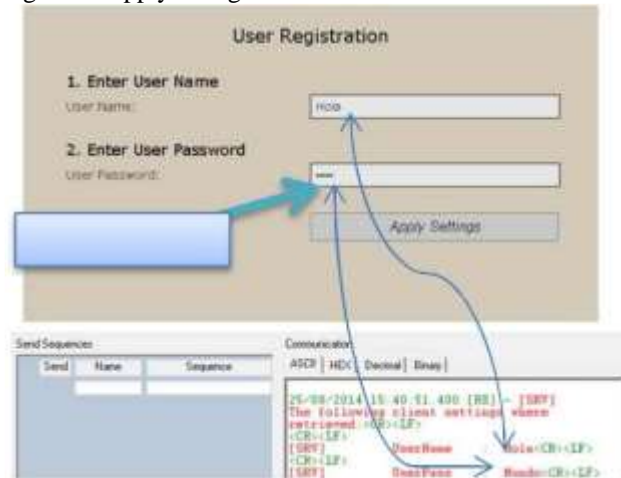 User Registration
1. Enter User Name
User Name:
2. Enter User Password
User Password:
Apply Settings
Send Sequences
Communication
Send Name Sequence
ASCII HEX Decimal Binary
25/08/2014 15:40:51.400 [RX] - [SRV]
The following client settings where
retrieved:<CR><LF>
<CR><LF>
[SRV] UserName : Hola<CR><LF>
<CR><LF>
[SRV] UserPass : Mundo<CR><LF>